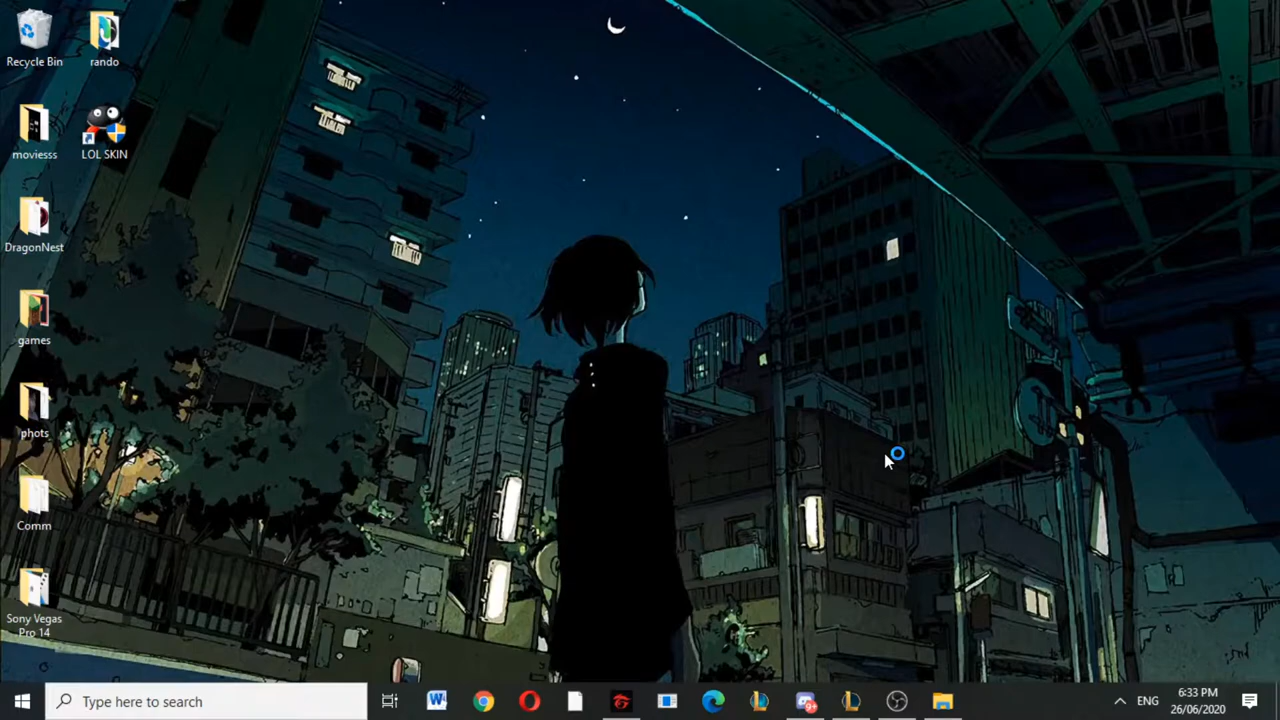 Recycle Bin
rando
moviesss
LOL SKIN
DragonNest
games
phots
Comm
Sony Vegas
Pro 14
Type here to search
ENG
6:33 PM
26/06/2020